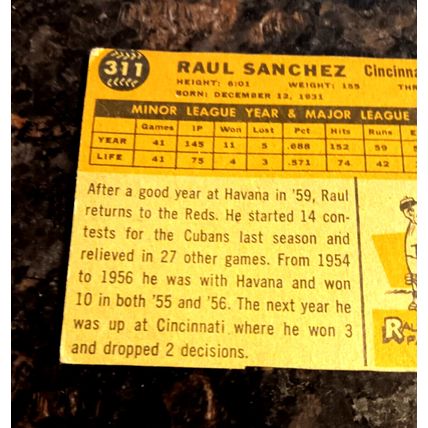 311
RAUL SANCHEZ Cincinna
HEIGHT: 6:01 WEIGHT: 185 THR
BORN: DECEMBER 12, 1931
MINOR LEAGUE YEAR & MAJOR LEAGUE
Games IP Won Lost Pct Hits Runs E
YEAR 41 145 11 5 .688 152 59
LIFE 41 75 4 3 .571 74 42
After a good year at Havana in '59, Raul
returns to the Reds. He started 14 con-
tests for the Cubans last season and
relieved in 27 other games. From 1954
to 1956 he was with Havana and won
10 in both '55 and '56. The next year he
was up at Cincinnati where he won 3
and dropped 2 decisions.
RAUL